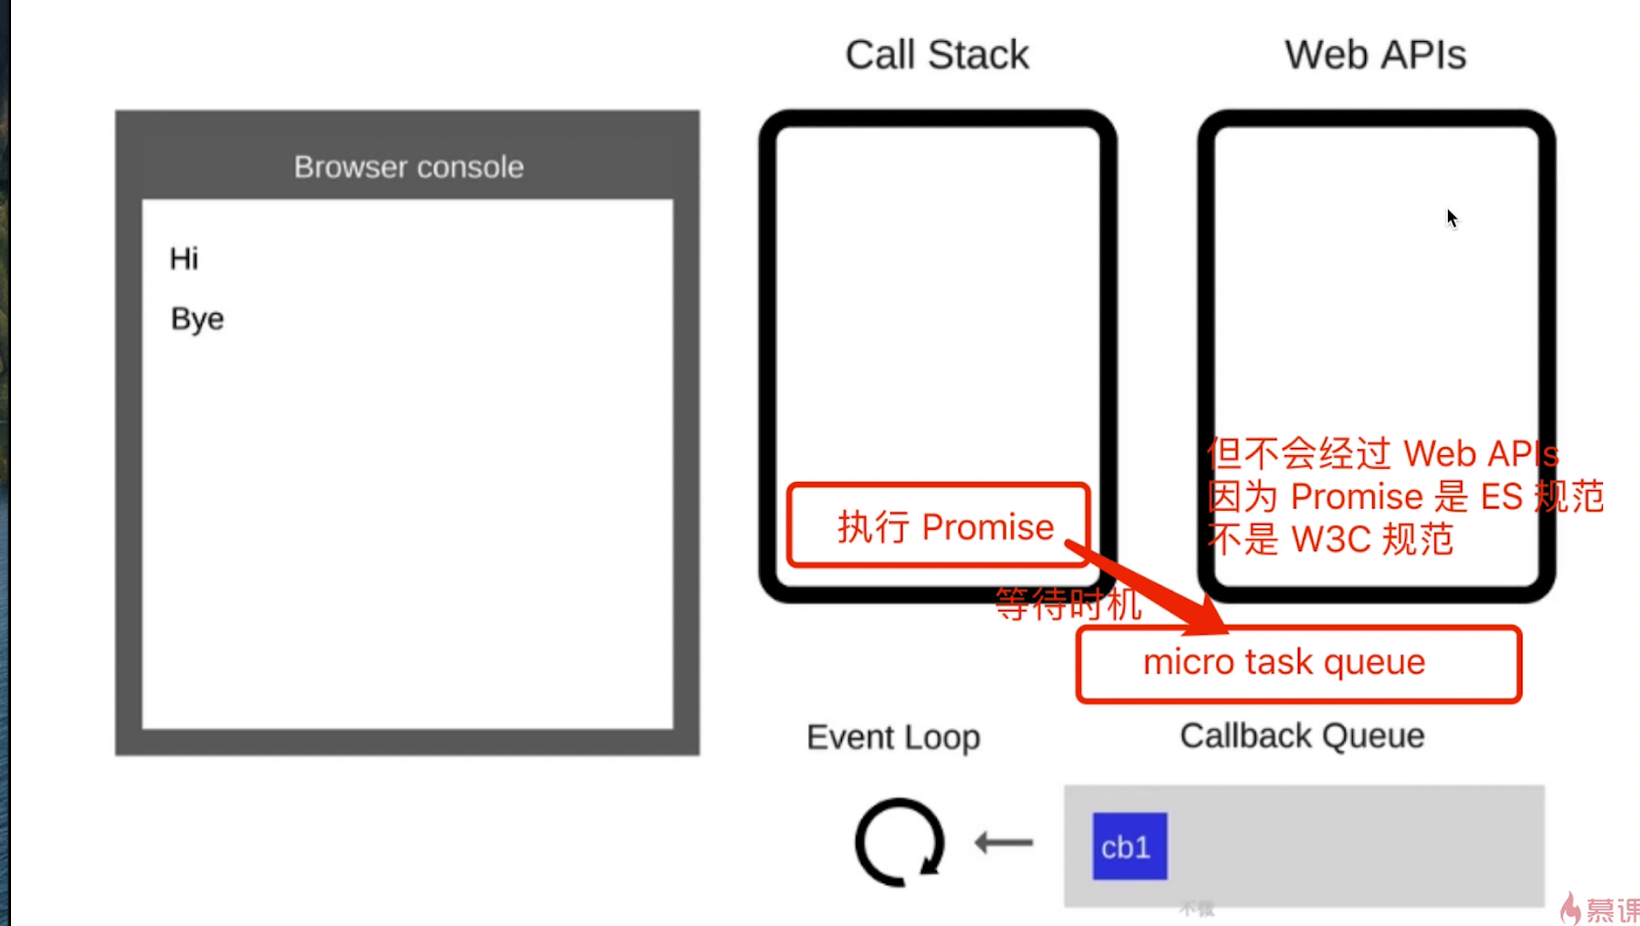 Call Stack
Web APIs
Browser console
Hi
Bye
但不会经过 Web APIs
因为 Promise 是 ES 规范
不是 W3C 规范
执行 Promise
等待时机
micro task queue
Event Loop
Callback Queue
cb1
慕课